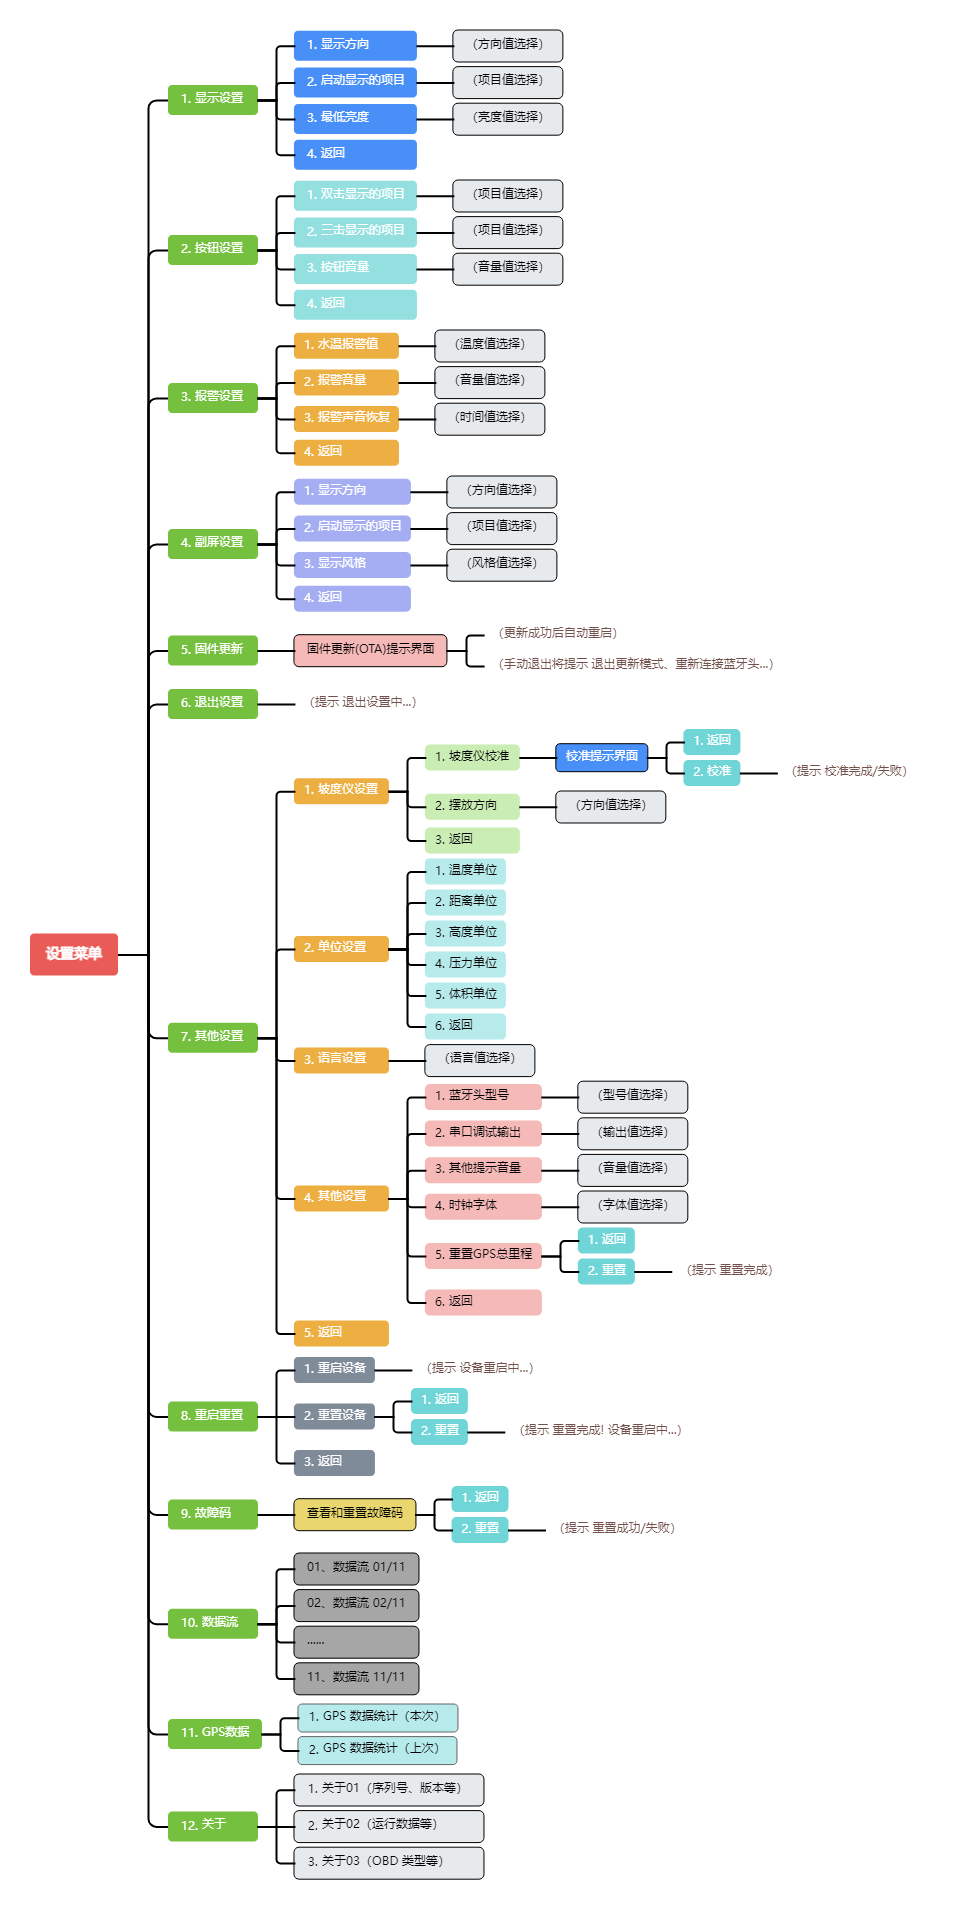 设置菜单
1. 显示设置
1. 显示方向
（方向值选择）
2. 启动显示的项目
（项目值选择）
3. 最低亮度
（亮度值选择）
4. 返回
2. 按钮设置
1. 双击显示的项目
（项目值选择）
2. 三击显示的项目
（项目值选择）
3. 按钮音量
（音量值选择）
4. 返回
3. 报警设置
1. 水温报警值
（温度值选择）
2. 报警音量
（音量值选择）
3. 报警声音恢复
（时间值选择）
4. 返回
4. 副屏设置
1. 显示方向
（方向值选择）
2. 启动显示的项目
（项目值选择）
3. 显示风格
（风格值选择）
4. 返回
5. 固件更新
固件更新(OTA)提示界面
（更新成功后自动重启）
（手动退出将提示 退出更新模式、重新连接蓝牙头...）
6. 退出设置
（提示 退出设置中...）
7. 其他设置
1. 坡度仪设置
1. 坡度仪校准
校准提示界面
1. 返回
2. 校准
（提示 校准完成/失败）
2. 摆放方向
（方向值选择）
3. 返回
2. 单位设置
1. 温度单位
2. 距离单位
3. 高度单位
4. 压力单位
5. 体积单位
6. 返回
3. 语言设置
（语言值选择）
4. 其他设置
1. 蓝牙头型号
（型号值选择）
2. 串口调试输出
（输出值选择）
3. 其他提示音量
（音量值选择）
4. 时钟字体
（字体值选择）
5. 重置GPS总里程
1. 返回
2. 重置
（提示 重置完成）
6. 返回
5. 返回
8. 重启重置
1. 重启设备
（提示 设备重启中...）
2. 重置设备
1. 返回
2. 重置
（提示 重置完成! 设备重启中...）
3. 返回
9. 故障码
查看和重置故障码
1. 返回
2. 重置
（提示 重置成功/失败）
10. 数据流
01、数据流 01/11
02、数据流 02/11
......
11、数据流 11/11
11. GPS数据
1. GPS 数据统计（本次）
2. GPS 数据统计（上次）
12. 关于
1. 关于01（序列号、版本等）
2. 关于02（运行数据等）
3. 关于03（OBD 类型等）